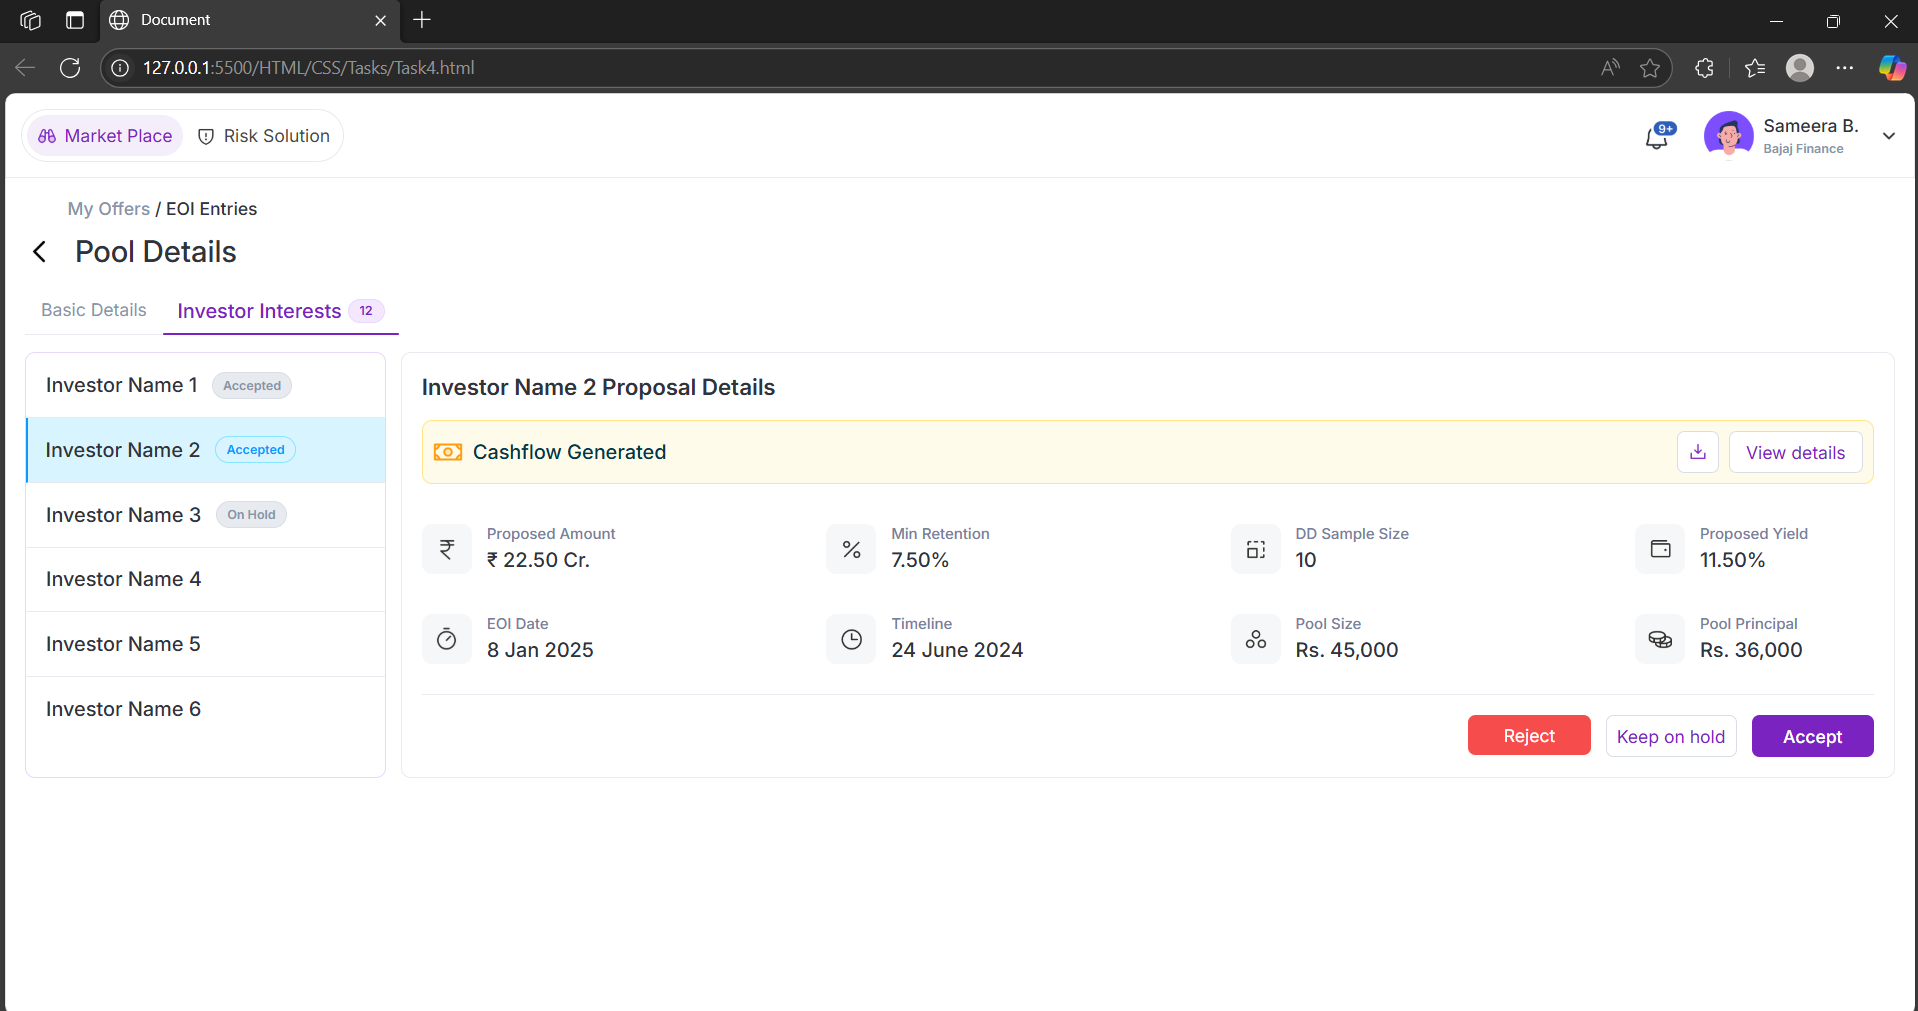 Document
127.0.0.1:5500/HTML/CSS/Tasks/Task4.html
Market Place
Risk Solution
9+
Sameera B.
Bajaj Finance
My Offers / EOI Entries
Pool Details
Basic Details
Investor Interests 12
Investor Name 1 Accepted
Investor Name 2 Accepted
Investor Name 3 On Hold
Investor Name 4
Investor Name 5
Investor Name 6
Investor Name 2 Proposal Details
Cashflow Generated
View details
Proposed Amount
₹ 22.50 Cr.
Min Retention
7.50%
DD Sample Size
10
Proposed Yield
11.50%
EOI Date
8 Jan 2025
Timeline
24 June 2024
Pool Size
Rs. 45,000
Pool Principal
Rs. 36,000
Reject
Keep on hold
Accept